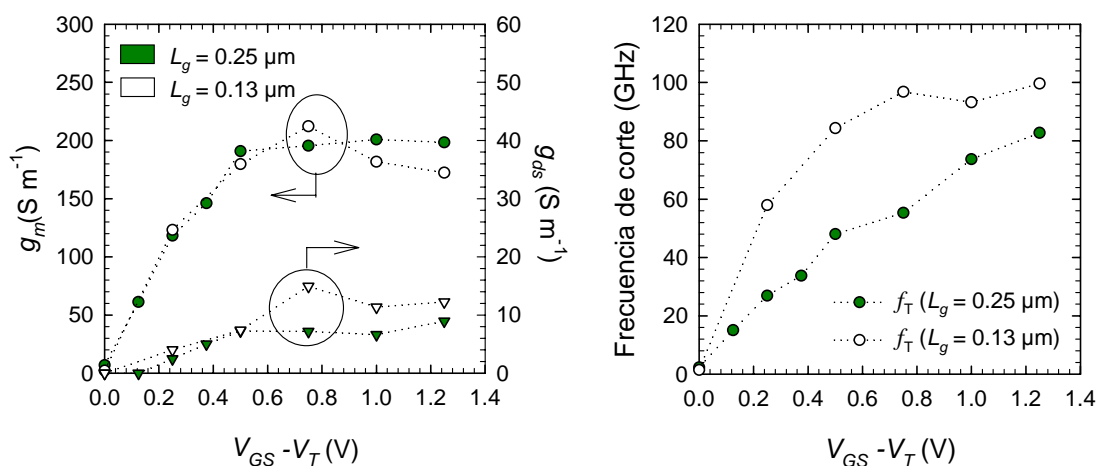 300
250
200
150
100
50
0
g_m(S m⁻¹)
L_g = 0.25 µm
L_g = 0.13 µm
60
50
40
30
20
10
0
g_ds (S m⁻¹)
0.0 0.2 0.4 0.6 0.8 1.0 1.2 1.4
V_GS -V_T (V)
120
100
80
60
40
20
0
Frecuencia de corte (GHz)
f_T (L_g = 0.25 µm)
f_T (L_g = 0.13 µm)
0.0 0.2 0.4 0.6 0.8 1.0 1.2 1.4
V_GS -V_T (V)